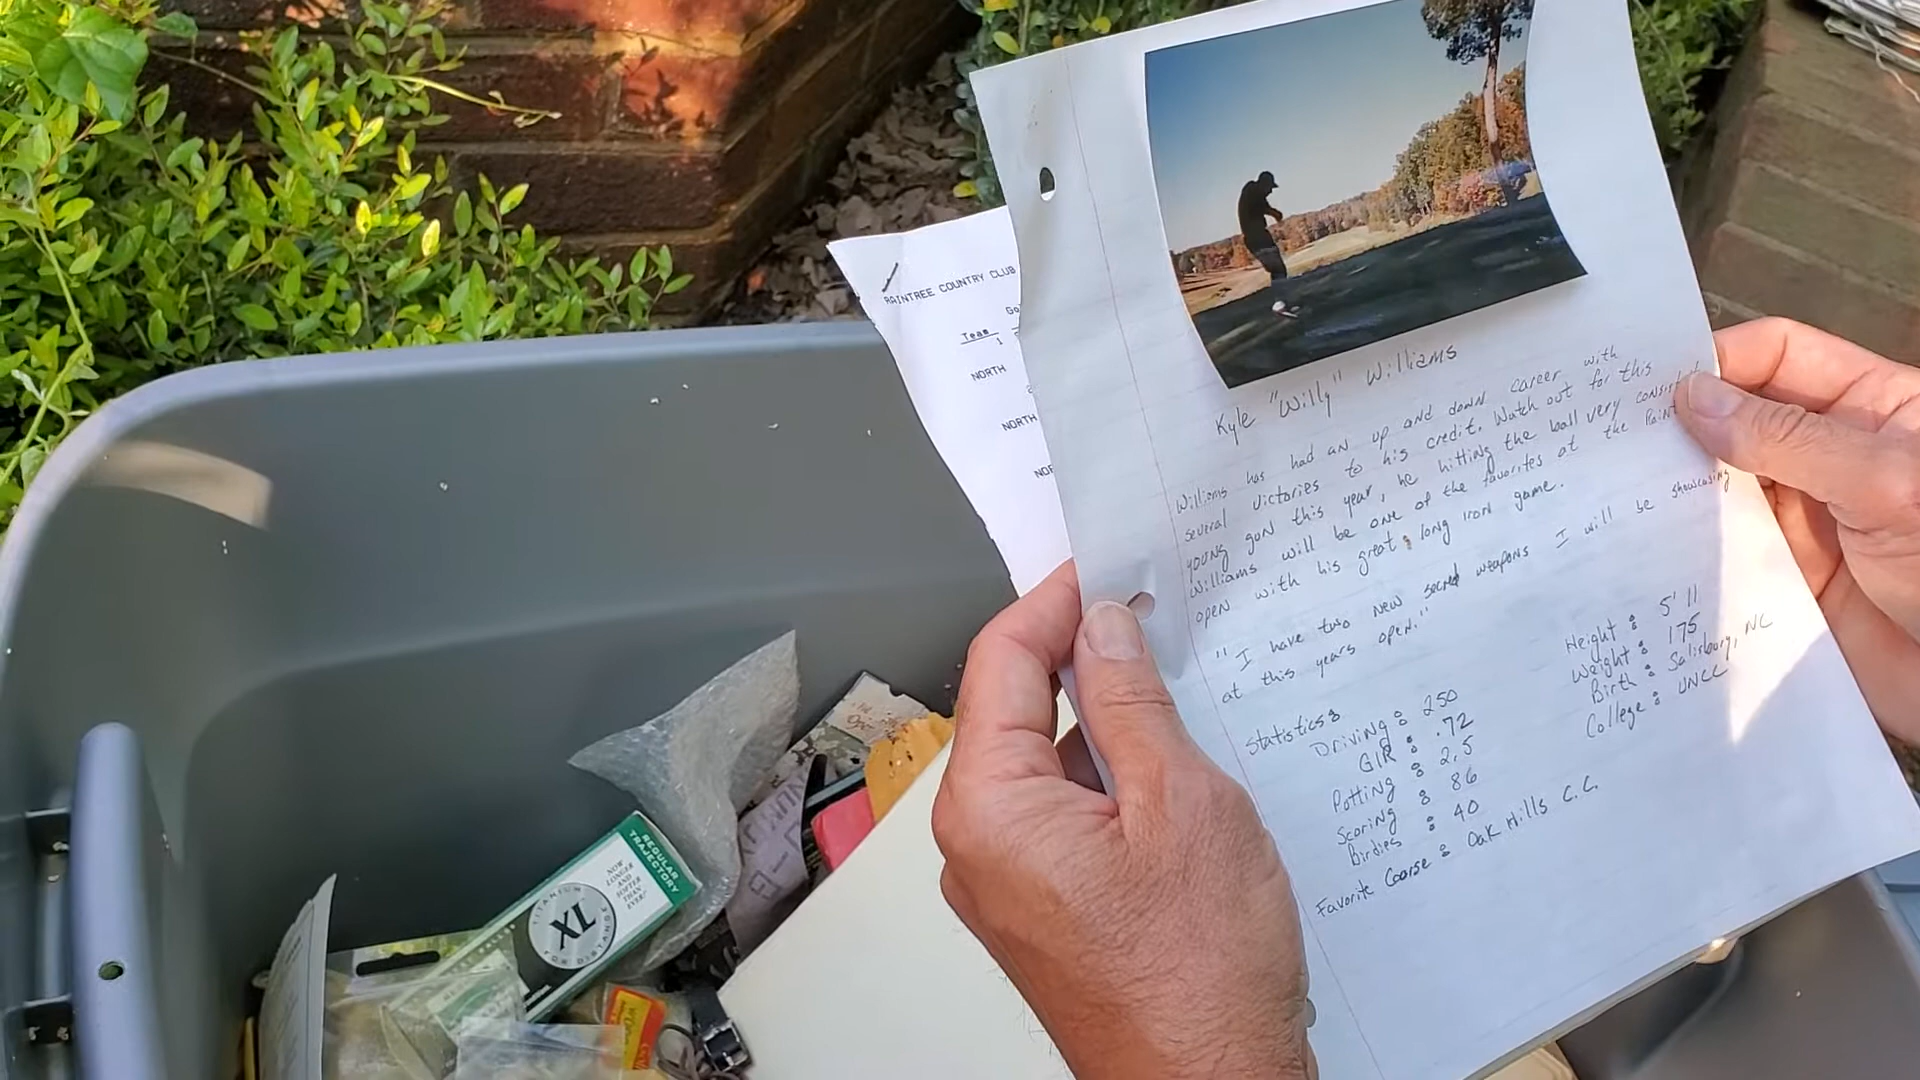 RAINTREE COUNTRY CLUB
Go
Team
1
NORTH
NORTH
Kyle "Willy" Williams
Williams has had an up and down career with
several victories to his credit. Watch out for this
young gun this year, he hitting the ball very consist
Williams will be one of the favorites at the Rain
open with his great, long iron game.
"I have two new secret weapons I will be showcasing
at this years open."
Statistics:
Driving: 250
GIR: .72
Potting: 2.5
Scoring: 86
Birdies: 40
Favorite Coarse: Oak Hills C.C.
Height: 5'11
Weight: 175
Birth: Salisbury, NC
College: UNCC
REGULAR
TRAJECTORY
NOW
LONGER
AND
SOFTER
THAN
EVER!
TITANIUM
XL
FOR DISTANCE